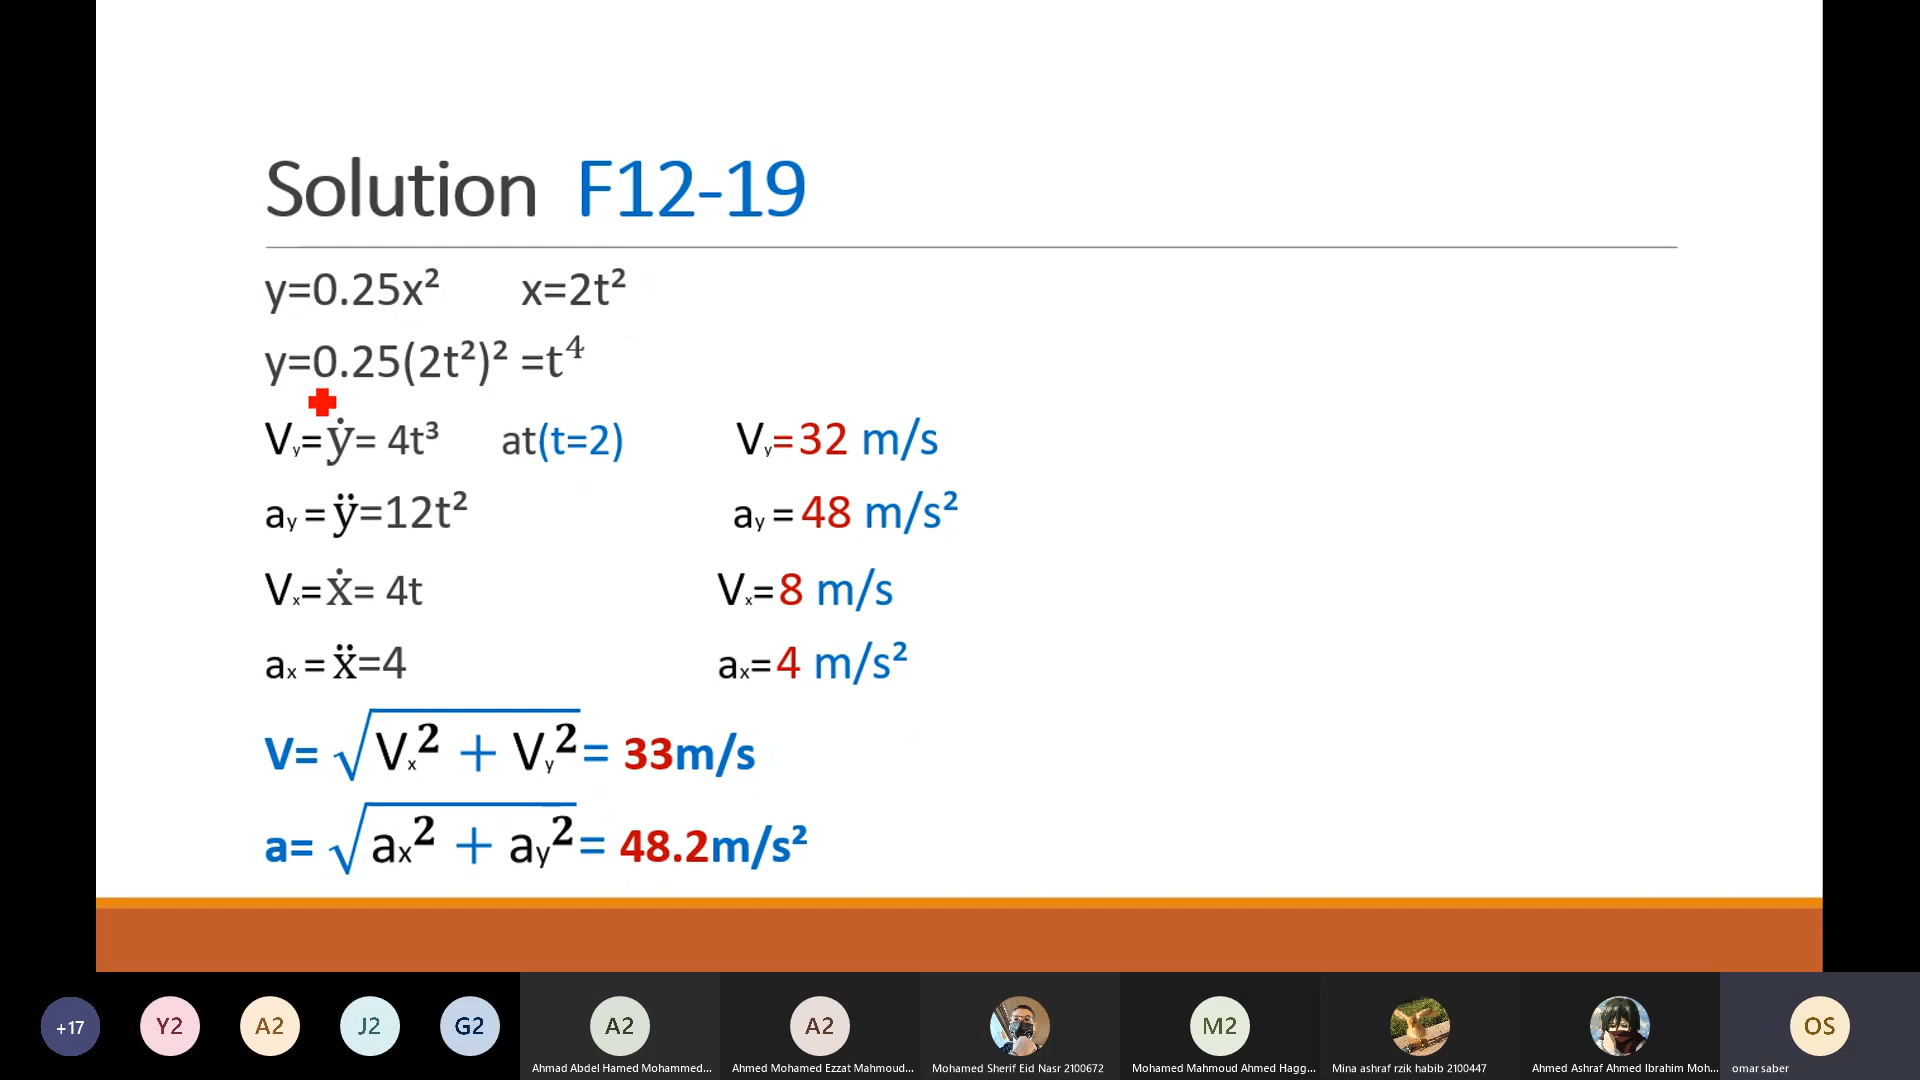 Solution F12-19
y=0.25x² x=2t²
y=0.25(2t²)² =t⁴
Vy=ẏ= 4t³ at(t=2) Vy=32 m/s
ay = ÿ=12t² ay = 48 m/s²
Vx=ẋ= 4t Vx=8 m/s
ax = ẍ=4 ax=4 m/s²
V= √Vx² + Vy² = 33m/s
a= √ax² + ay² = 48.2m/s²
+17 Y2 A2 J2 G2 A2 A2 M2 OS
Ahmad Abdel Hamed Mohammed... Ahmed Mohamed Ezzat Mahmoud... Mohamed Sherif Eid Nasr 2100672 Mohamed Mahmoud Ahmed Hagg... Mina ashraf rzik habib 2100447 Ahmed Ashraf Ahmed Ibrahim Moh... omar saber